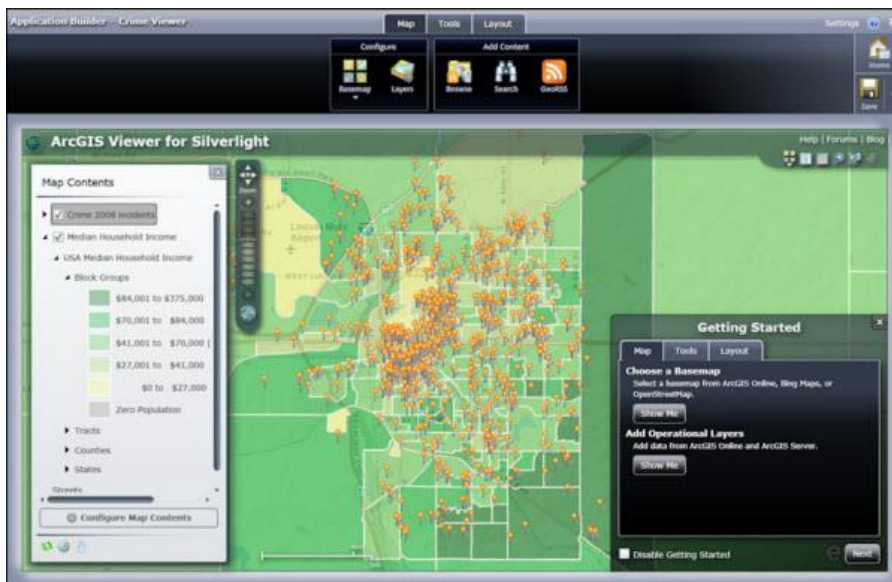 Application Builder - Crime Viewer
Map
Tools
Layout
Settings
Configure
Add Content
Basemap
Layers
Browse
Search
GeoRSS
Home
Save
ArcGIS Viewer for Silverlight
Help | Forums | Blog
Map Contents
Crime 2008 Incidents
Median Household Income
USA Median Household Income
Block Groups
$84,001 to $375,000
$70,001 to $84,000
$41,001 to $70,000 (
$27,001 to $41,000
$0 to $27,000
Zero Population
Tracts
Counties
States
Streets
Configure Map Contents
Zoom
Airport
Getting Started
Map
Tools
Layout
Choose a Basemap
Select a basemap from ArcGIS Online, Bing Maps, or
OpenStreetMap.
Show Me
Add Operational Layers
Add data from ArcGIS Online and ArcGIS Server.
Show Me
Disable Getting Started
Next